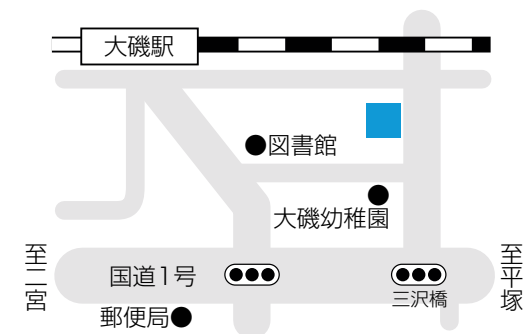 大磯駅
●図書館
大磯幼稚園
至二宮
国道1号
至平塚
三沢橋
郵便局●